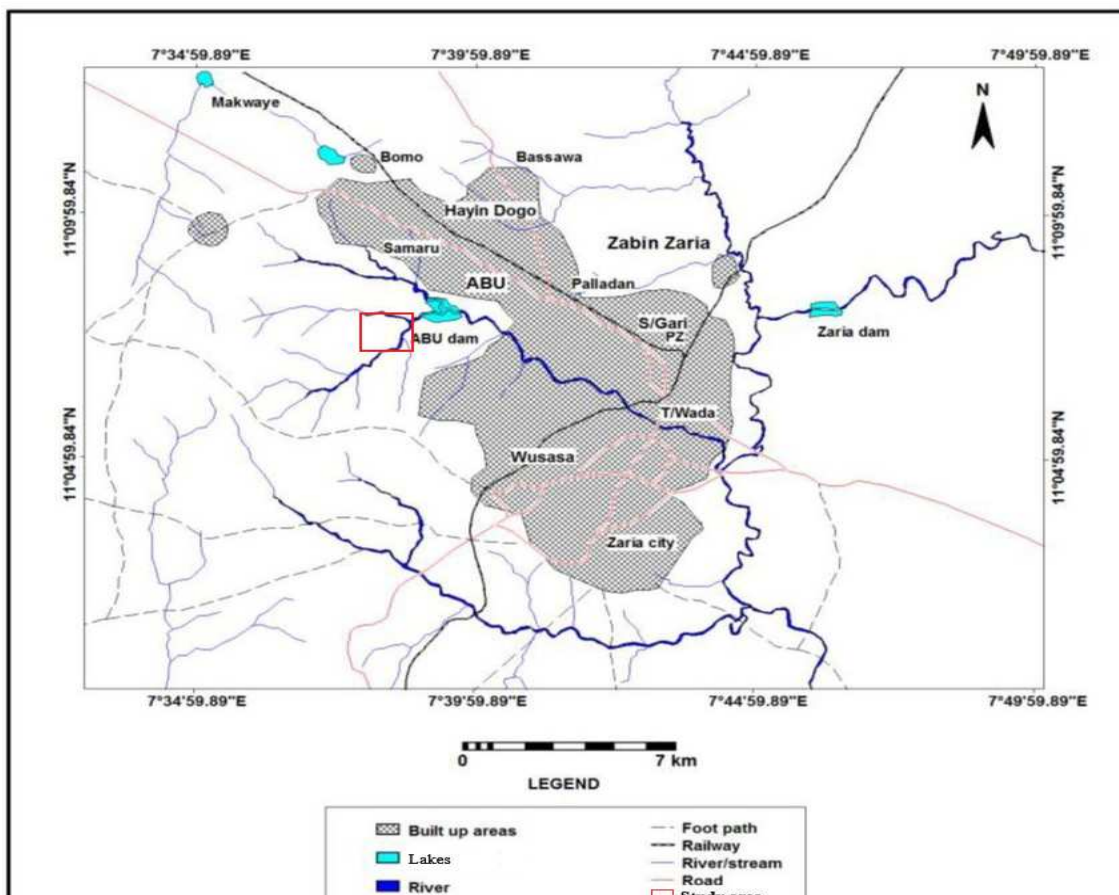 7°34'59.89"E
7°39'59.89"E
7°44'59.89"E
7°49'59.89"E
N
Makwaye
Bomo
Bassawa
11°09'59.84"N
11°09'59.84"N
Hayin Dogo
Samaru
Zabin Zaria
ABU
Palladan
S/Gari
PZ
ABU dam
Zaria dam
T/Wada
11°04'59.84"N
11°04'59.84"N
Wusasa
Zaria city
7°34'59.89"E
7°39'59.89"E
7°44'59.89"E
7°49'59.89"E
0 7 km
LEGEND
Built up areas
Lakes
River
Foot path
Railway
River/stream
Road
Study area